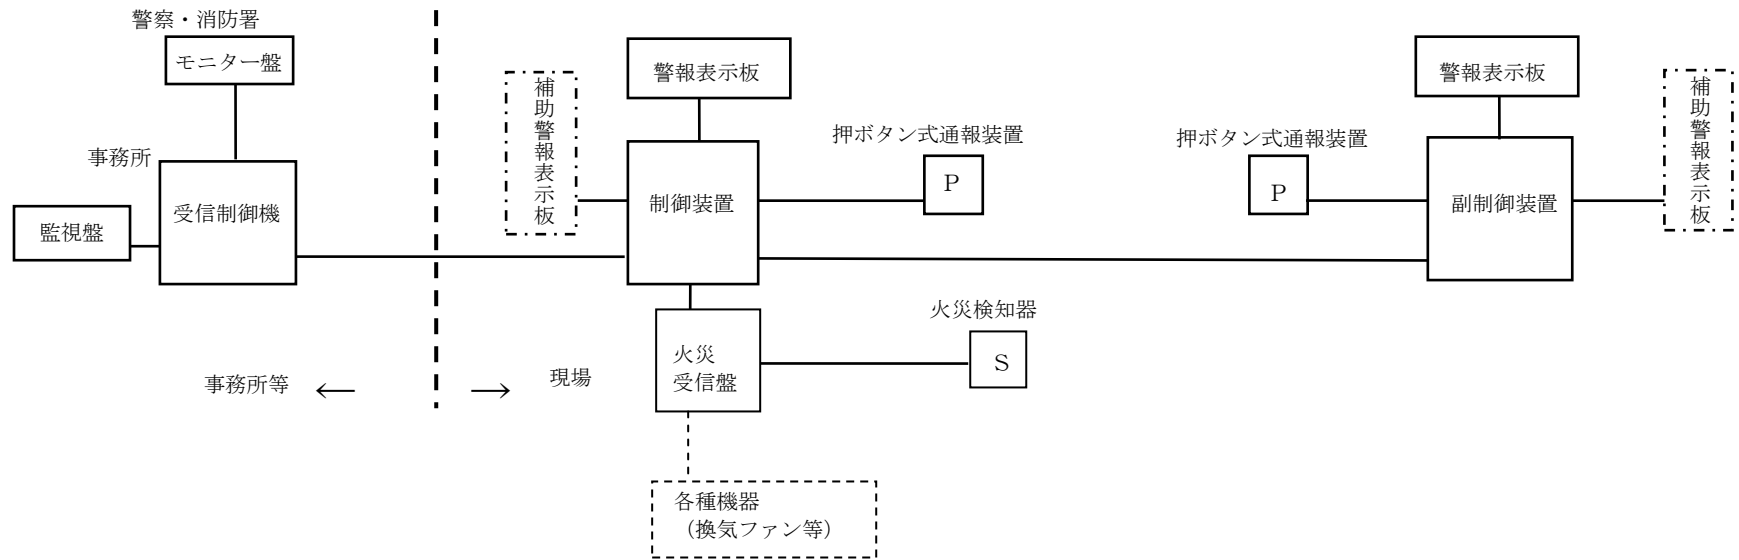 警察・消防署
モニター盤
事務所
受信制御機
監視盤
事務所等
現場
補助警報表示板
警報表示板
制御装置
押ボタン式通報装置
P
火災
受信盤
火災検知器
S
各種機器
（換気ファン等）
押ボタン式通報装置
P
警報表示板
副制御装置
補助警報表示板